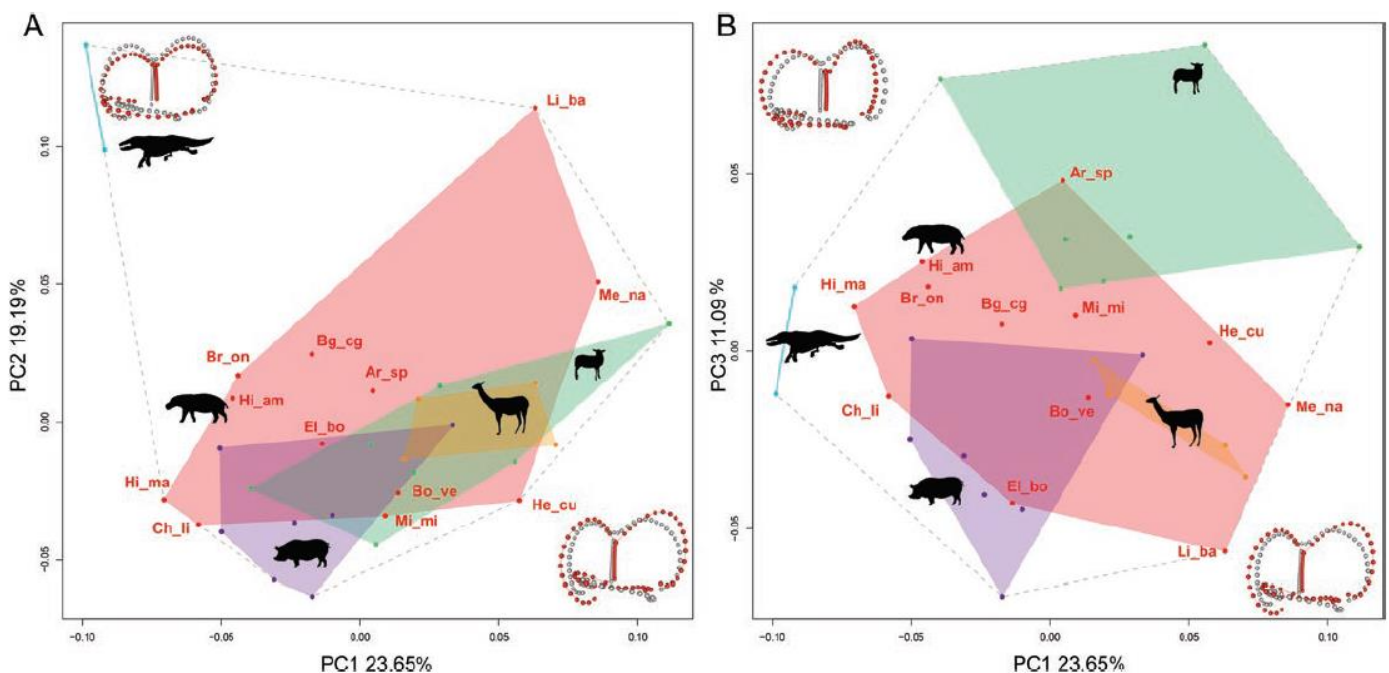 A
Li_ba
Me_na
Br_on
Bg_cg
Hi_am
Ar_sp
El_bo
Hi_ma
Bo_ve
He_cu
Ch_li
Mi_mi
PC2 19.19 %
0.10
0.05
0.00
−0.05
−0.10
−0.05
0.00
0.05
0.10
PC1 23.65%
B
Ar_sp
Hi_am
Hi_ma
Br_on
Bg_cg
Mi_mi
He_cu
Ch_li
Bo_ve
Me_na
El_bo
Li_ba
PC3 11.09 %
0.05
0.00
−0.05
−0.10
−0.05
0.00
0.05
0.10
PC1 23.65%